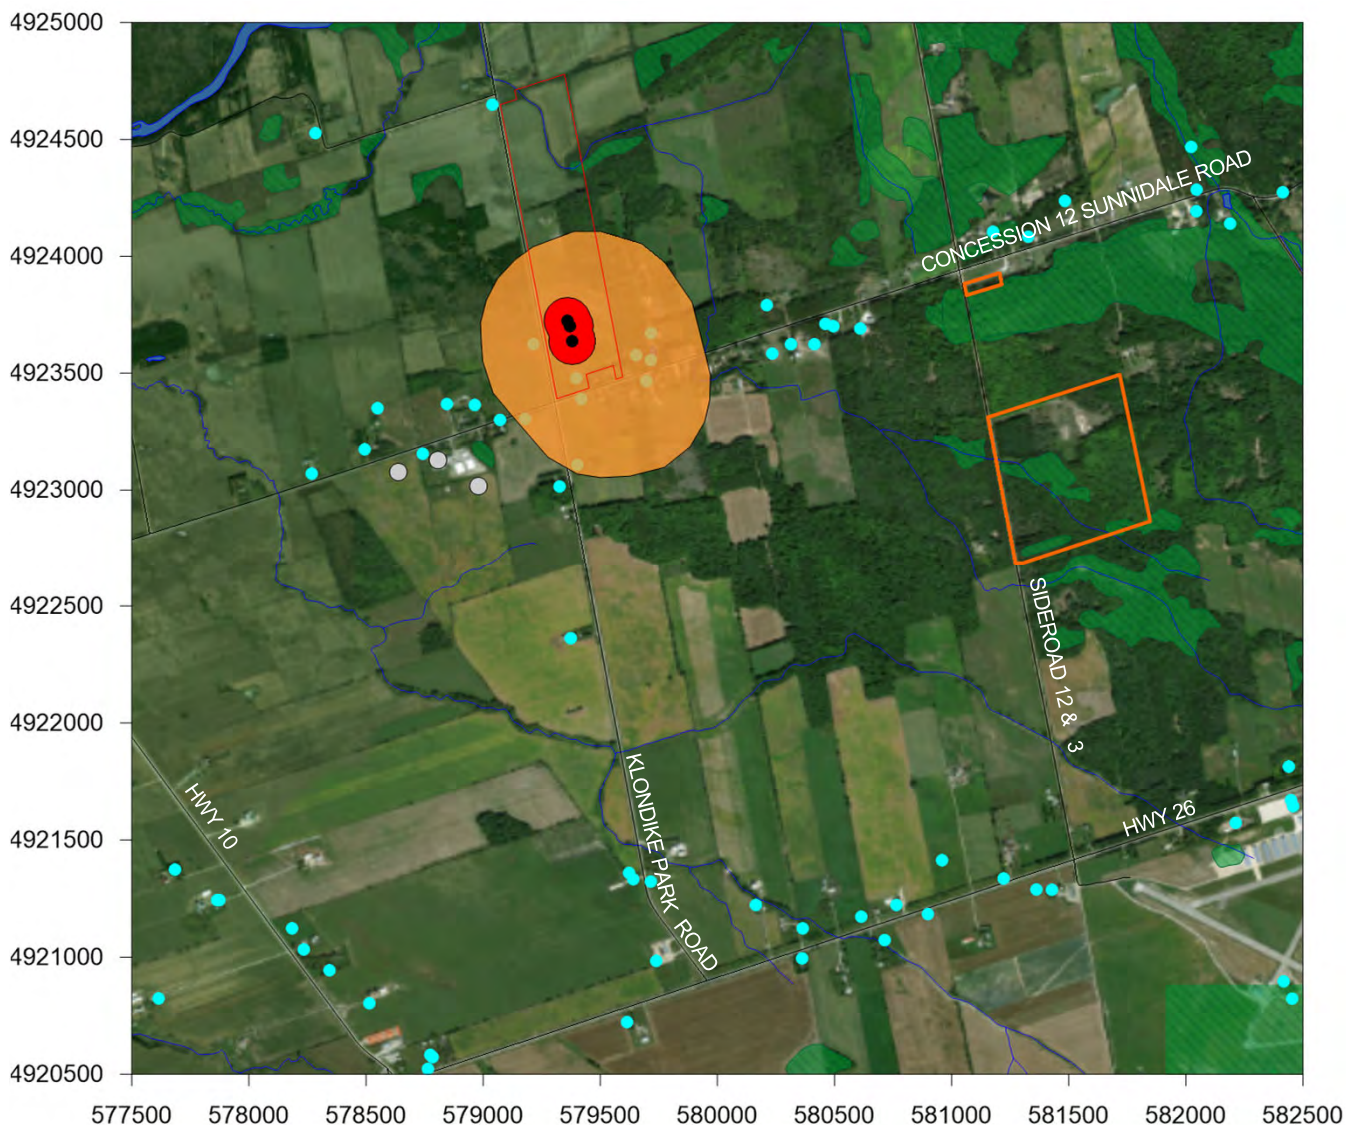 4925000
4924500
4924000
4923500
4923000
4922500
4922000
4921500
4921000
4920500
CONCESSION 12 SUNNIDALE ROAD
SIDEROAD 12 & 3
HWY 26
HWY 10
KLONDIKE PARK ROAD
577500 578000 578500 579000 579500 580000 580500 581000 581500 582000 582500